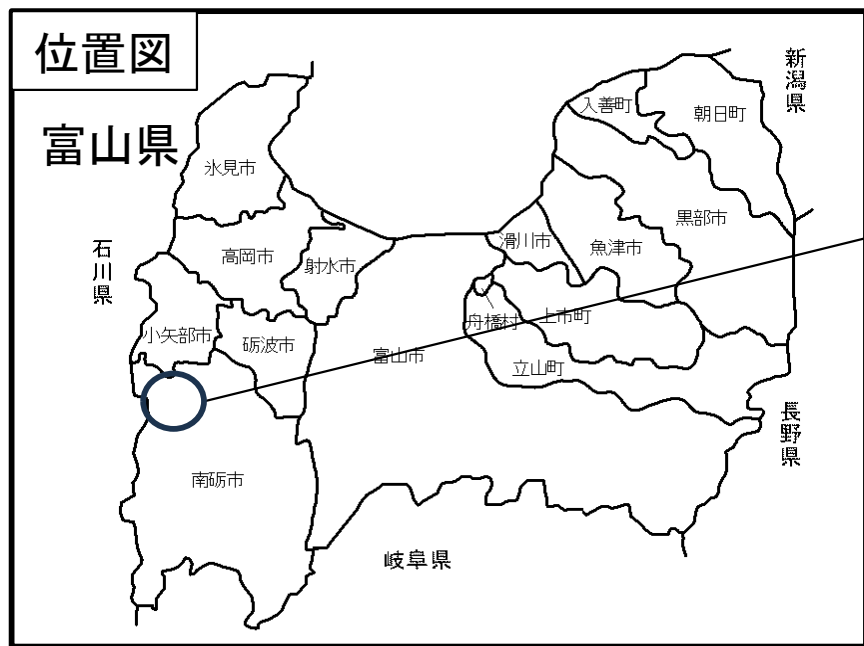 位置図
富山県
新潟県
入善町
朝日町
氷見市
黒部市
滑川市
魚津市
石川県
高岡市
射水市
舟橋村
上市町
小矢部市
砺波市
富山市
立山町
長野県
南砺市
岐阜県